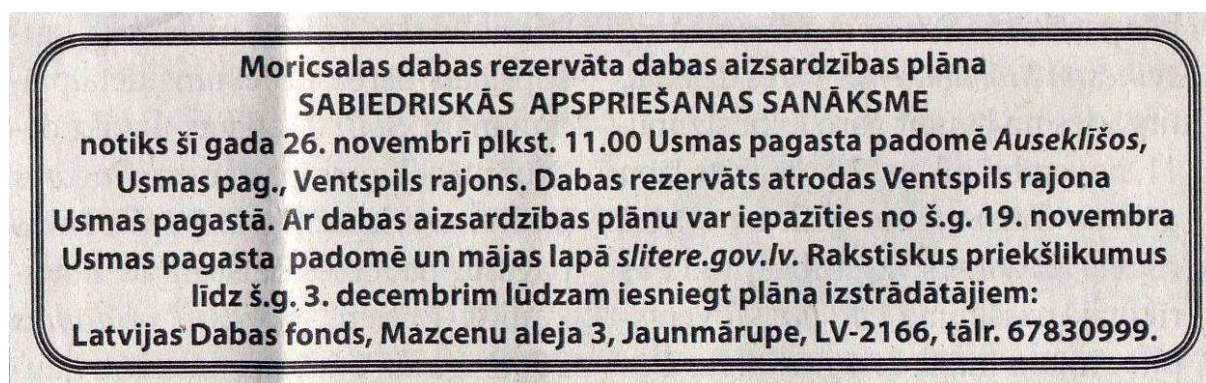 Moricsalas dabas rezervāta dabas aizsardzības plāna
SABIEDRISKĀS APSPRIEŠANAS SANĀKSME
notiks šī gada 26. novembrī plkst. 11.00 Usmas pagasta padomē Auseklīšos,
Usmas pag., Ventspils rajons. Dabas rezervāts atrodas Ventspils rajona
Usmas pagastā. Ar dabas aizsardzības plānu var iepazīties no š.g. 19. novembra
Usmas pagasta padomē un mājas lapā slitere.gov.lv. Rakstiskus priekšlikumus
līdz š.g. 3. decembrim lūdzam iesniegt plāna izstrādātājiem:
Latvijas Dabas fonds, Mazcenu aleja 3, Jaunmārupe, LV-2166, tālr. 67830999.